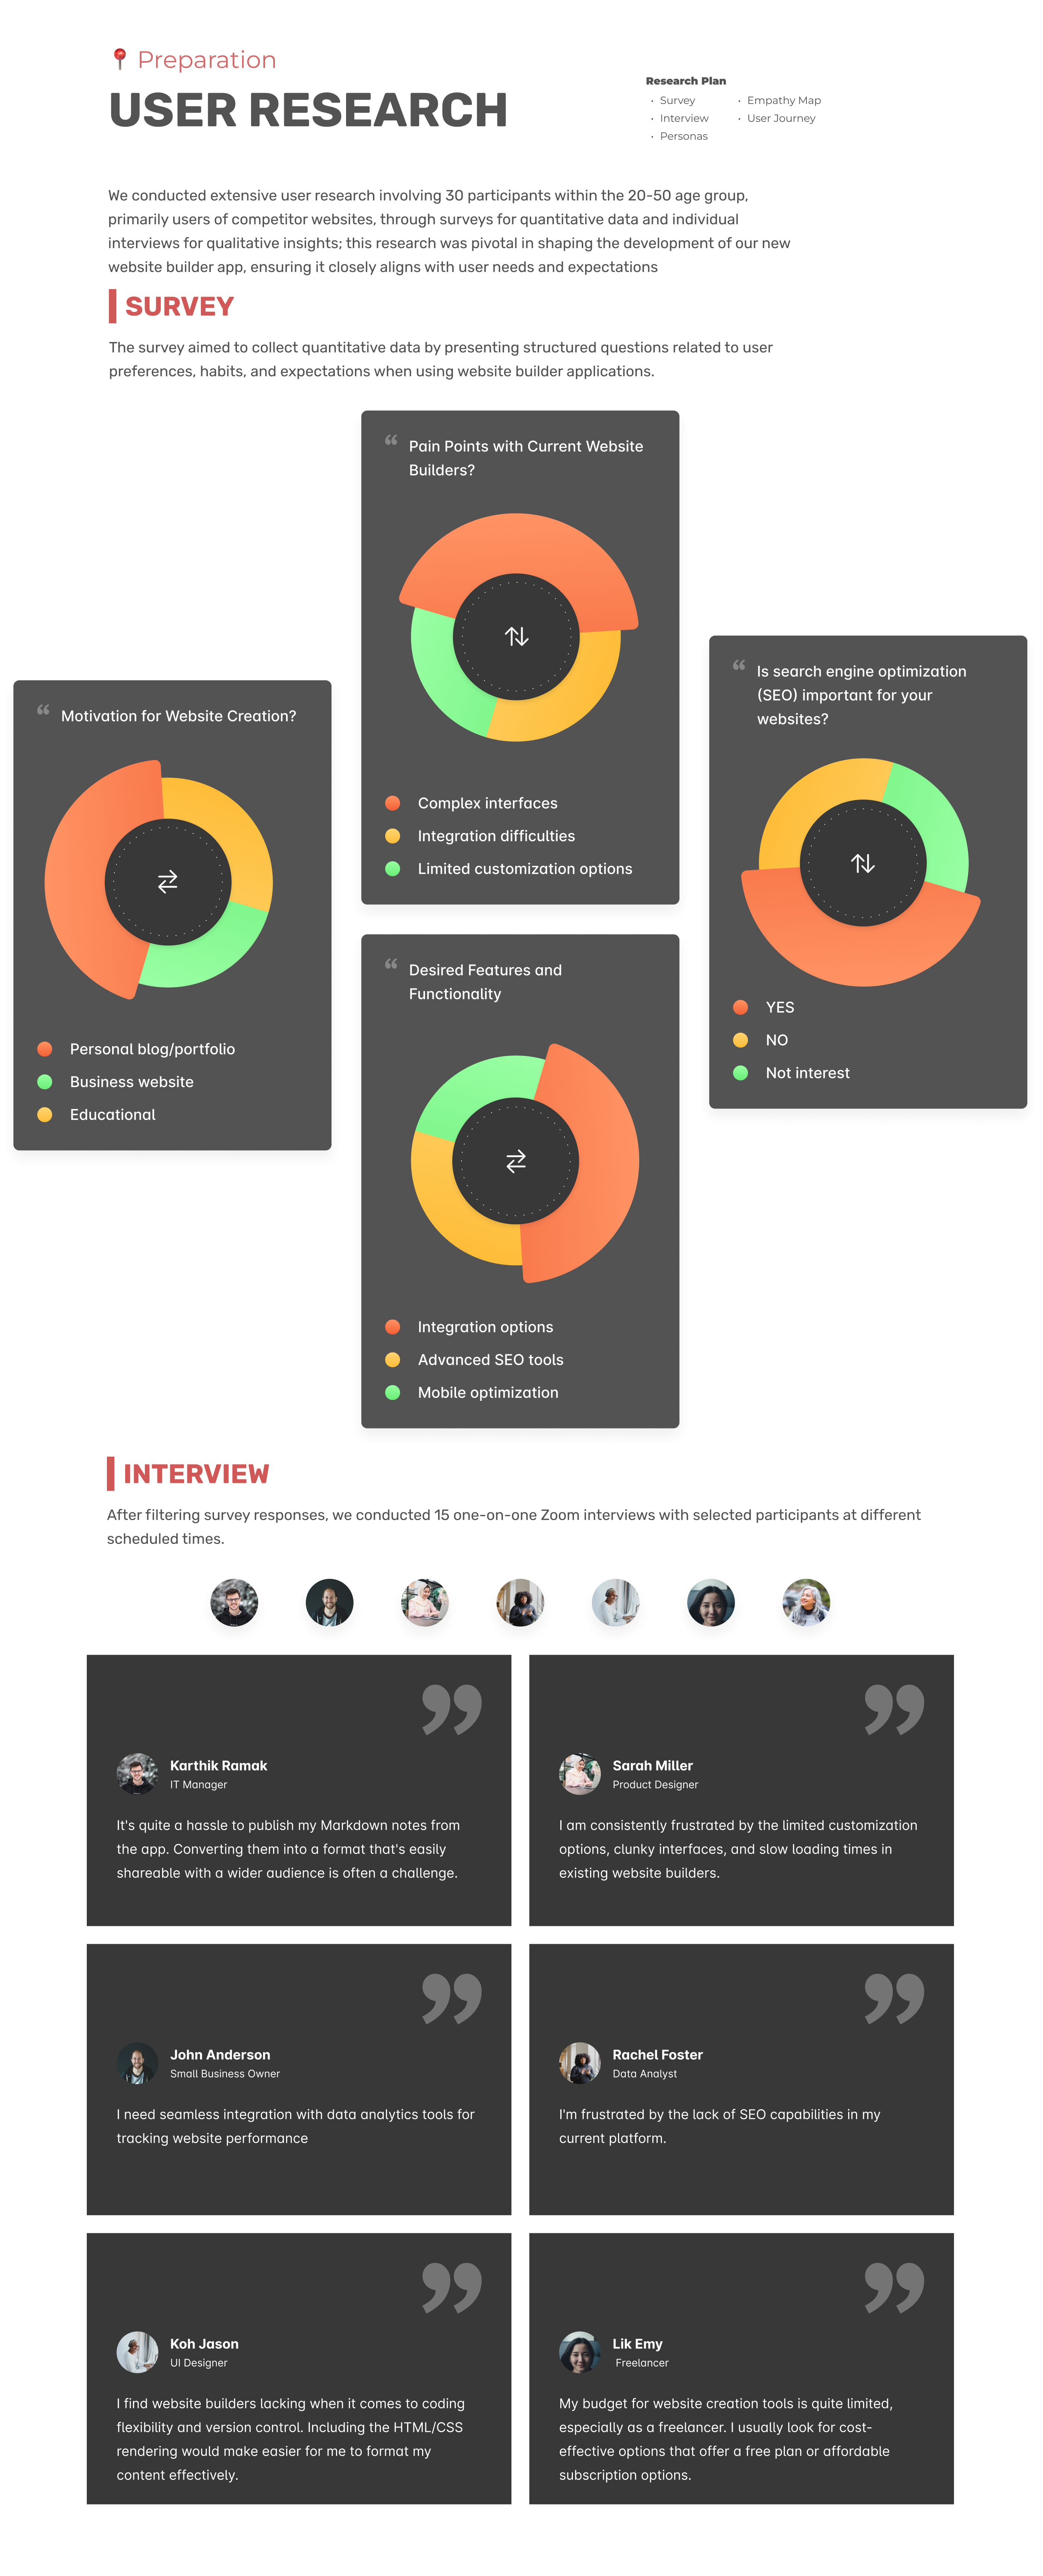 Preparation
USER RESEARCH
Research Plan
• Survey
• Interview
• Personas
• Empathy Map
• User Journey
We conducted extensive user research involving 30 participants within the 20-50 age group,
primarily users of competitor websites, through surveys for quantitative data and individual
interviews for qualitative insights; this research was pivotal in shaping the development of our new
website builder app, ensuring it closely aligns with user needs and expectations
SURVEY
The survey aimed to collect quantitative data by presenting structured questions related to user
preferences, habits, and expectations when using website builder applications.
“ Pain Points with Current Website
Builders?
Complex interfaces
Integration difficulties
Limited customization options
“ Motivation for Website Creation?
Personal blog/portfolio
Business website
Educational
“ Is search engine optimization
(SEO) important for your
websites?
YES
NO
Not interest
“ Desired Features and
Functionality
Integration options
Advanced SEO tools
Mobile optimization
INTERVIEW
After filtering survey responses, we conducted 15 one-on-one Zoom interviews with selected participants at different
scheduled times.
”
Karthik Ramak
IT Manager
It's quite a hassle to publish my Markdown notes from
the app. Converting them into a format that's easily
shareable with a wider audience is often a challenge.
”
Sarah Miller
Product Designer
I am consistently frustrated by the limited customization
options, clunky interfaces, and slow loading times in
existing website builders.
”
John Anderson
Small Business Owner
I need seamless integration with data analytics tools for
tracking website performance
”
Rachel Foster
Data Analyst
I'm frustrated by the lack of SEO capabilities in my
current platform.
”
Koh Jason
UI Designer
I find website builders lacking when it comes to coding
flexibility and version control. Including the HTML/CSS
rendering would make easier for me to format my
content effectively.
”
Lik Emy
Freelancer
My budget for website creation tools is quite limited,
especially as a freelancer. I usually look for cost-
effective options that offer a free plan or affordable
subscription options.